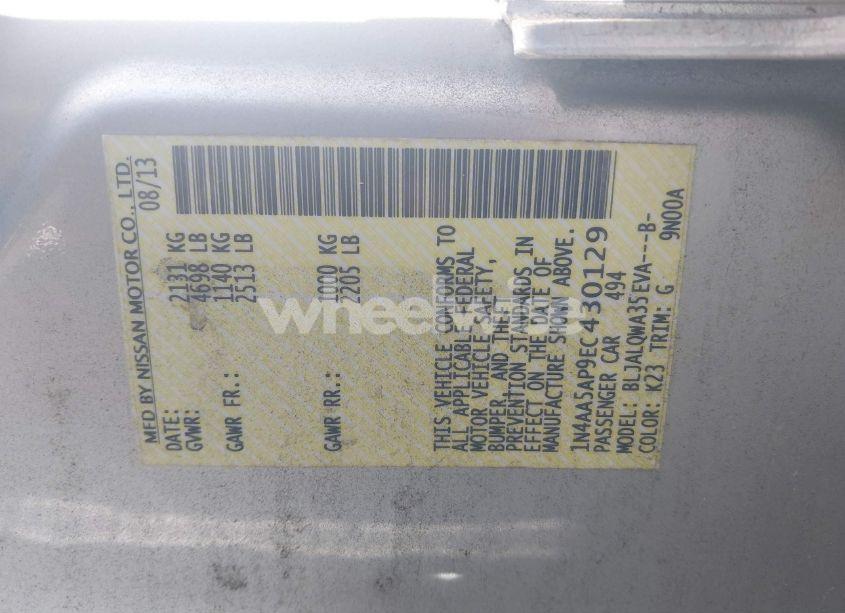 MFD BY NISSAN MOTOR CO., LTD.
DATE: 08/13
GVWR: 2131 KG
4698 LB
GAWR FR.: 1140 KG
2513 LB
GAWR RR.: 1000 KG
2205 LB
THIS VEHICLE CONFORMS TO
ALL APPLICABLE FEDERAL
MOTOR VEHICLE SAFETY,
BUMPER, AND THEFT
PREVENTION STANDARDS IN
EFFECT ON THE DATE OF
MANUFACTURE SHOWN ABOVE.
1N4AA5AP9EC430129
PASSENGER CAR 494
MODEL: BLJALQWA35EVA---B-
COLOR: K23 TRIM: G 9N00A